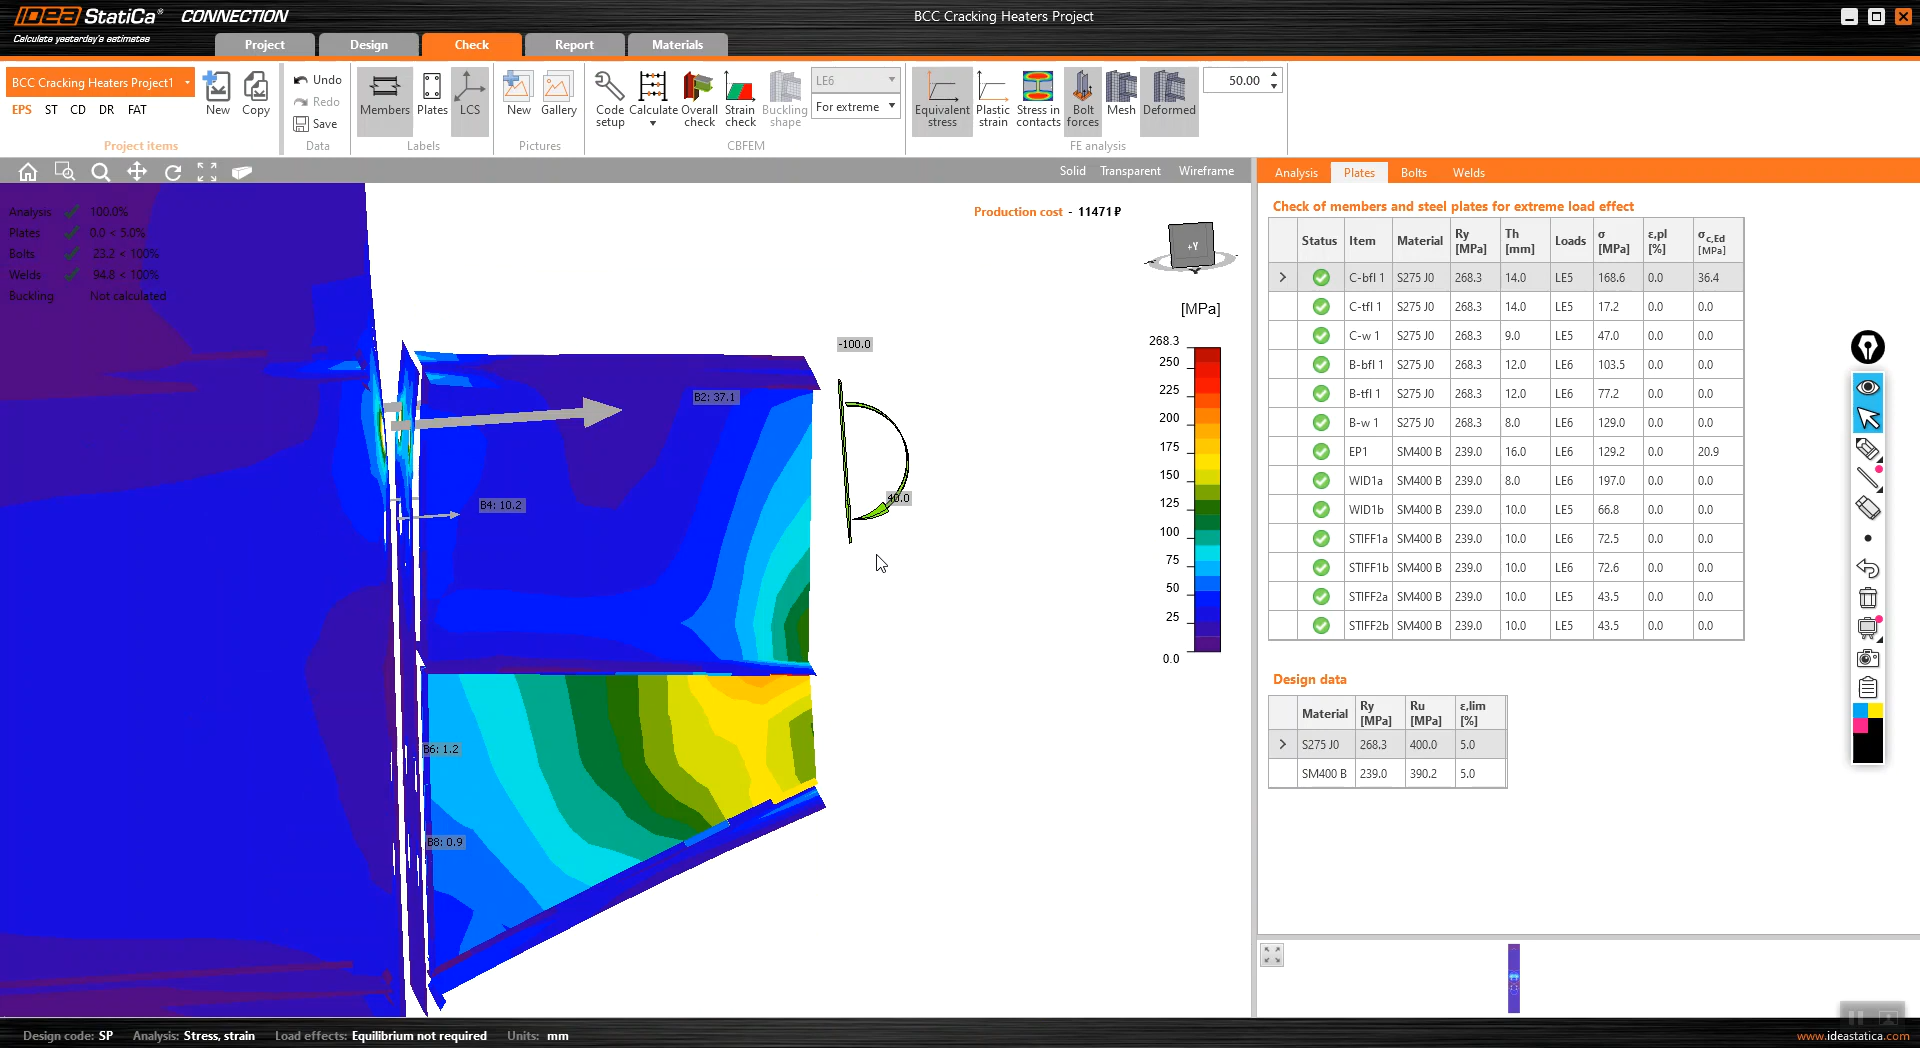 IDEA StatiCa® CONNECTION
Calculate yesterday's estimates
BCC Cracking Heaters Project
Project Design Check Report Materials
BCC Cracking Heaters Project1
EPS ST CD DR FAT
New Copy
Project items
Undo
Redo
Save
Data
Members Plates LCS
Labels
New Gallery
Pictures
Code setup
Calculate
Overall check
Strain check
Buckling shape
LE6
For extreme
CBFEM
Equivalent stress
Plastic strain
Stress in contacts
Bolt forces
Mesh
Deformed
FE analysis
50.00
Solid Transparent Wireframe
Analysis 100.0%
Plates 0.0 < 5.0%
Bolts 23.2 < 100%
Welds 94.8 < 100%
Buckling Not calculated
Production cost - 11471₽
+Y
[MPa]
268.3
250
225
200
175
150
125
100
75
50
25
0.0
-100.0
40.0
B2: 37.1
B4: 10.2
B6: 1.2
B8: 0.9
Analysis Plates Bolts Welds
Check of members and steel plates for extreme load effect
Status Item Material Ry [MPa] Th [mm] Loads σ [MPa] ε,pl [%] σc,Ed [MPa]
C-bfl 1 S275 J0 268.3 14.0 LE5 168.6 0.0 36.4
C-tfl 1 S275 J0 268.3 14.0 LE5 17.2 0.0 0.0
C-w 1 S275 J0 268.3 9.0 LE5 47.0 0.0 0.0
B-bfl 1 S275 J0 268.3 12.0 LE6 103.5 0.0 0.0
B-tfl 1 S275 J0 268.3 12.0 LE6 77.2 0.0 0.0
B-w 1 S275 J0 268.3 8.0 LE6 129.0 0.0 0.0
EP1 SM400 B 239.0 16.0 LE6 129.2 0.0 20.9
WID1a SM400 B 239.0 8.0 LE6 197.0 0.0 0.0
WID1b SM400 B 239.0 10.0 LE5 66.8 0.0 0.0
STIFF1a SM400 B 239.0 10.0 LE6 72.5 0.0 0.0
STIFF1b SM400 B 239.0 10.0 LE6 72.6 0.0 0.0
STIFF2a SM400 B 239.0 10.0 LE5 43.5 0.0 0.0
STIFF2b SM400 B 239.0 10.0 LE5 43.5 0.0 0.0
Design data
Material Ry [MPa] Ru [MPa] ε,lim [%]
S275 J0 268.3 400.0 5.0
SM400 B 239.0 390.2 5.0
Design code: SP Analysis: Stress, strain Load effects: Equilibrium not required Units: mm
www.ideastatica.com